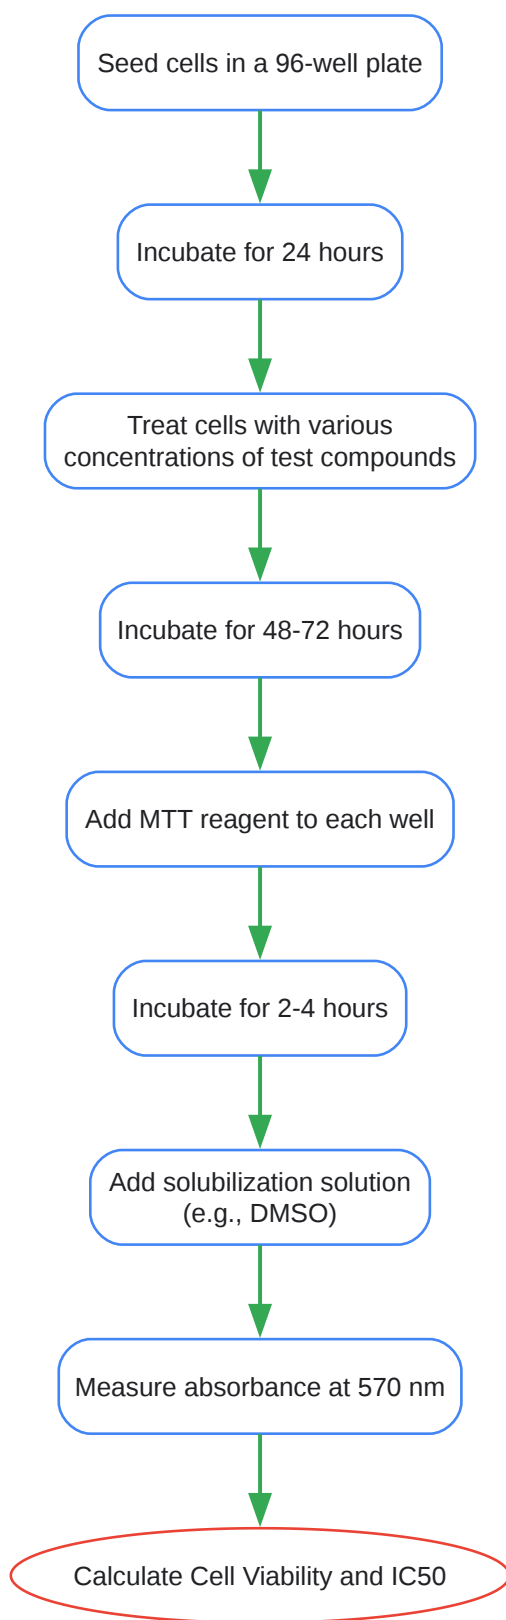 Seed cells in a 96-well plate
Incubate for 24 hours
Treat cells with various
concentrations of test compounds
Incubate for 48-72 hours
Add MTT reagent to each well
Incubate for 2-4 hours
Add solubilization solution
(e.g., DMSO)
Measure absorbance at 570 nm
Calculate Cell Viability and IC50